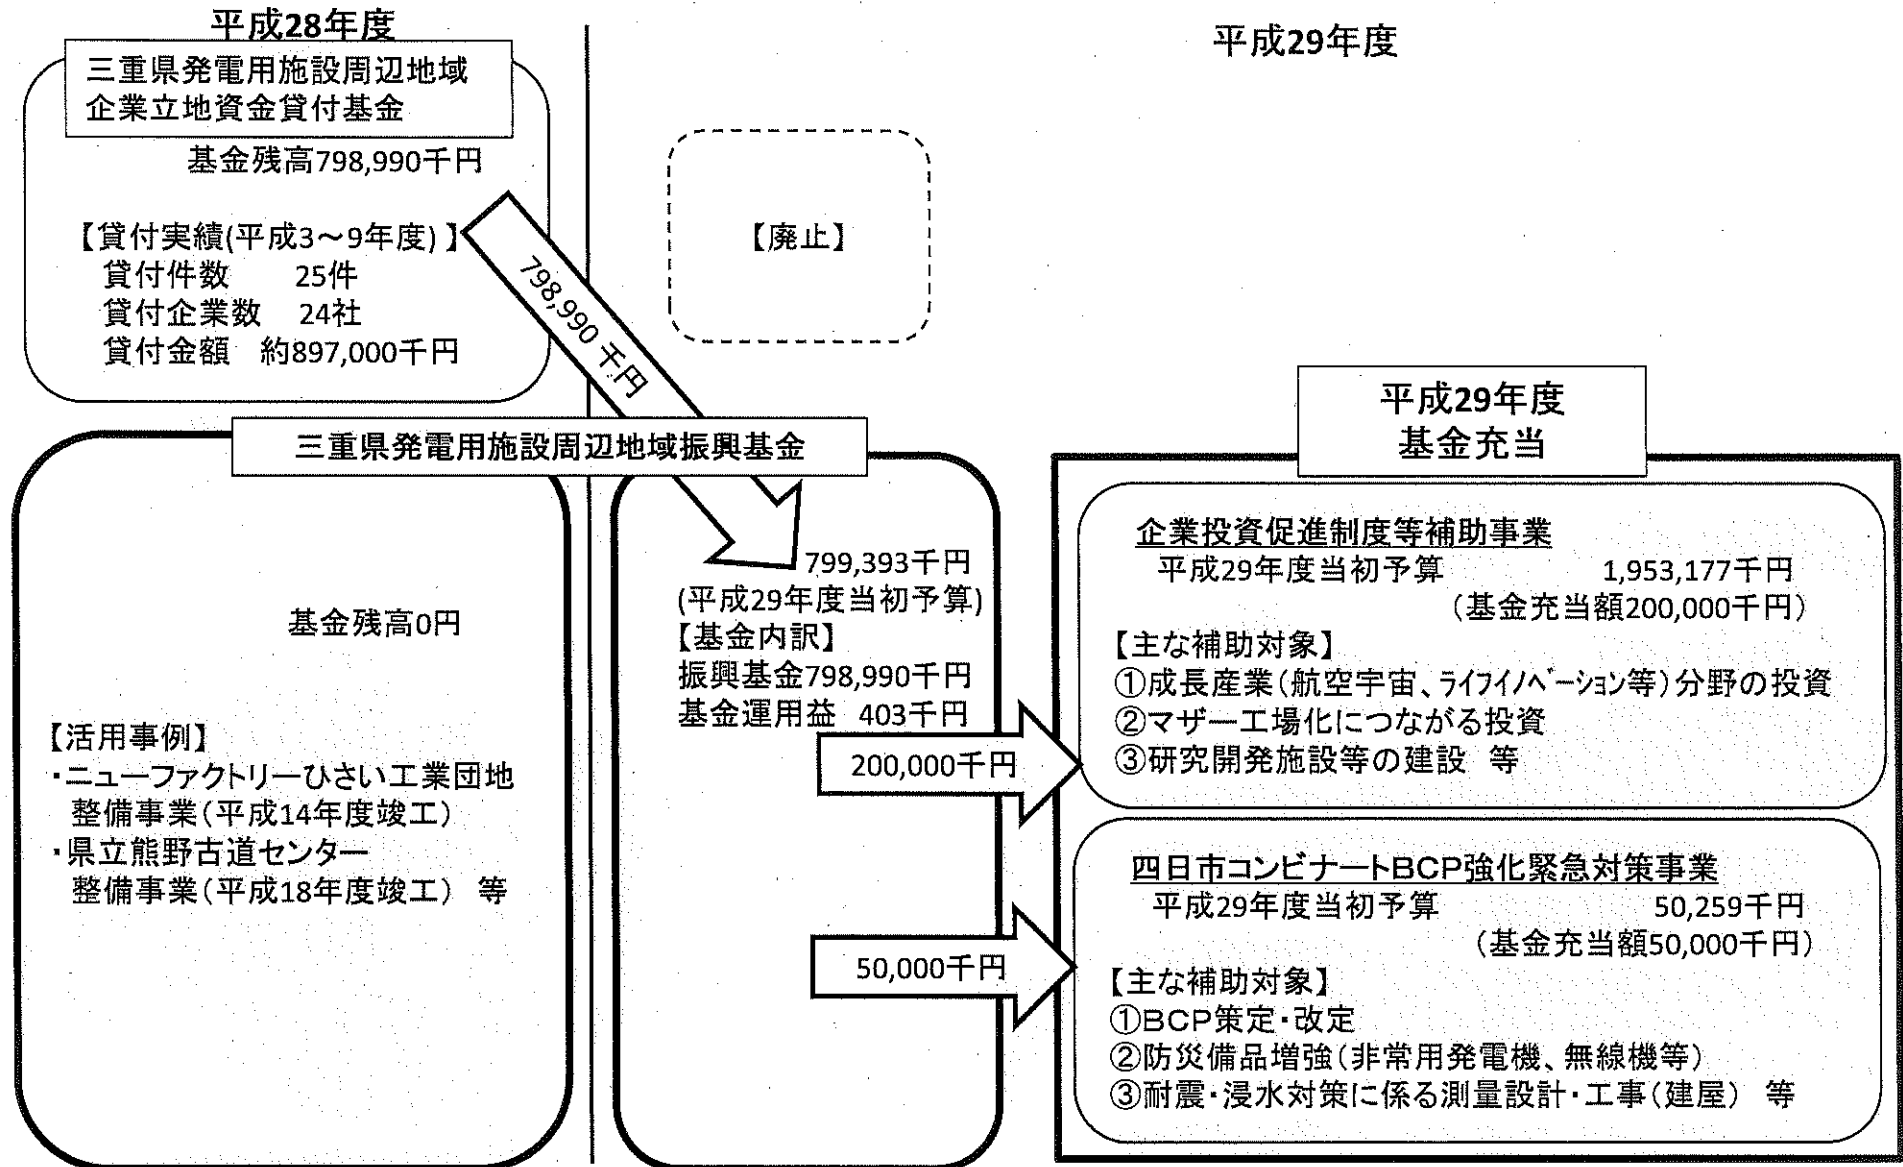 平成28年度
三重県発電用施設周辺地域
企業立地資金貸付基金
基金残高798,990千円
【貸付実績(平成3～9年度)】
貸付件数 25件
貸付企業数 24社
貸付金額 約897,000千円
平成29年度
【廃止】
798,990 千円
三重県発電用施設周辺地域振興基金
基金残高0円
【活用事例】
・ニューファクトリーひさい工業団地
整備事業(平成14年度竣工)
・県立熊野古道センター
整備事業(平成18年度竣工) 等
799,393千円
(平成29年度当初予算)
【基金内訳】
振興基金798,990千円
基金運用益 403千円
200,000千円
50,000千円
平成29年度
基金充当
企業投資促進制度等補助事業
平成29年度当初予算 1,953,177千円
(基金充当額200,000千円)
【主な補助対象】
①成長産業(航空宇宙、ﾗｲﾌｲﾉﾍﾞｰｼｮﾝ等)分野の投資
②マザー工場化につながる投資
③研究開発施設等の建設 等
四日市コンビナートBCP強化緊急対策事業
平成29年度当初予算 50,259千円
(基金充当額50,000千円)
【主な補助対象】
①BCP策定・改定
②防災備品増強(非常用発電機、無線機等)
③耐震・浸水対策に係る測量設計・工事(建屋) 等